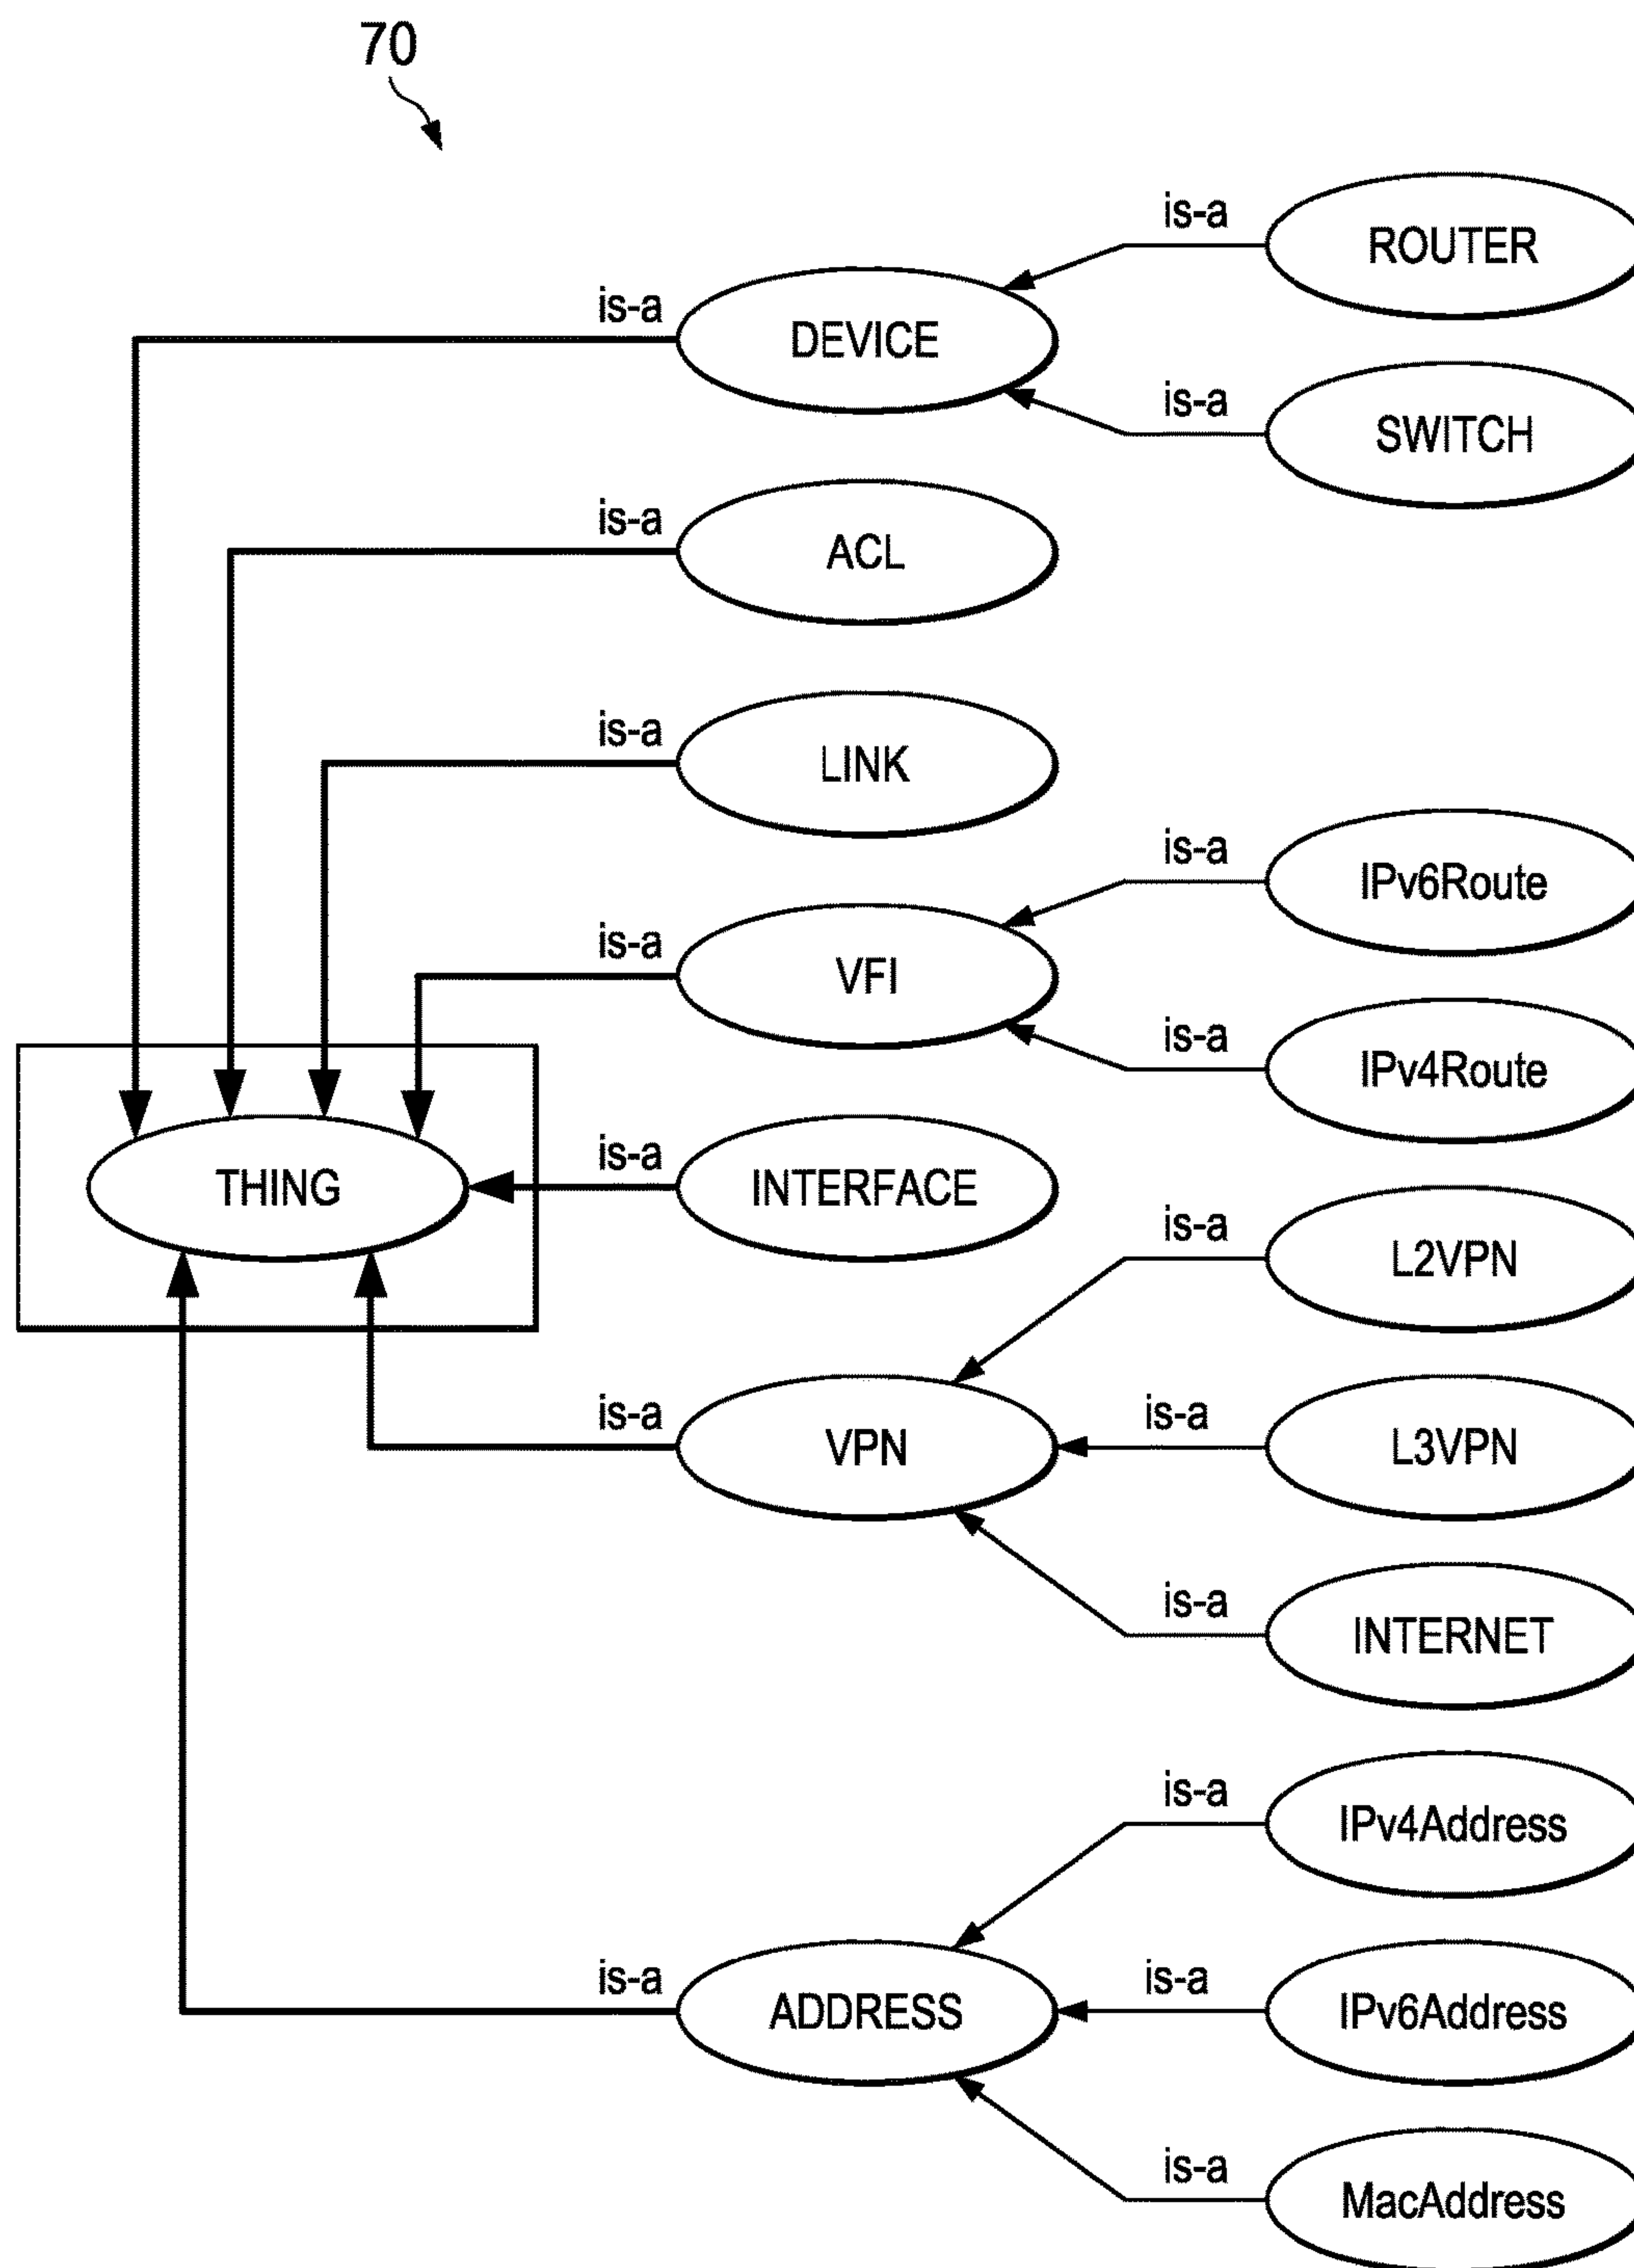 70
is-a
ROUTER
is-a
DEVICE
is-a
SWITCH
is-a
ACL
is-a
LINK
is-a
IPv6Route
is-a
VFI
is-a
IPv4Route
THING
is-a
INTERFACE
is-a
L2VPN
is-a
VPN
is-a
L3VPN
is-a
INTERNET
is-a
IPv4Address
is-a
ADDRESS
is-a
IPv6Address
is-a
MacAddress